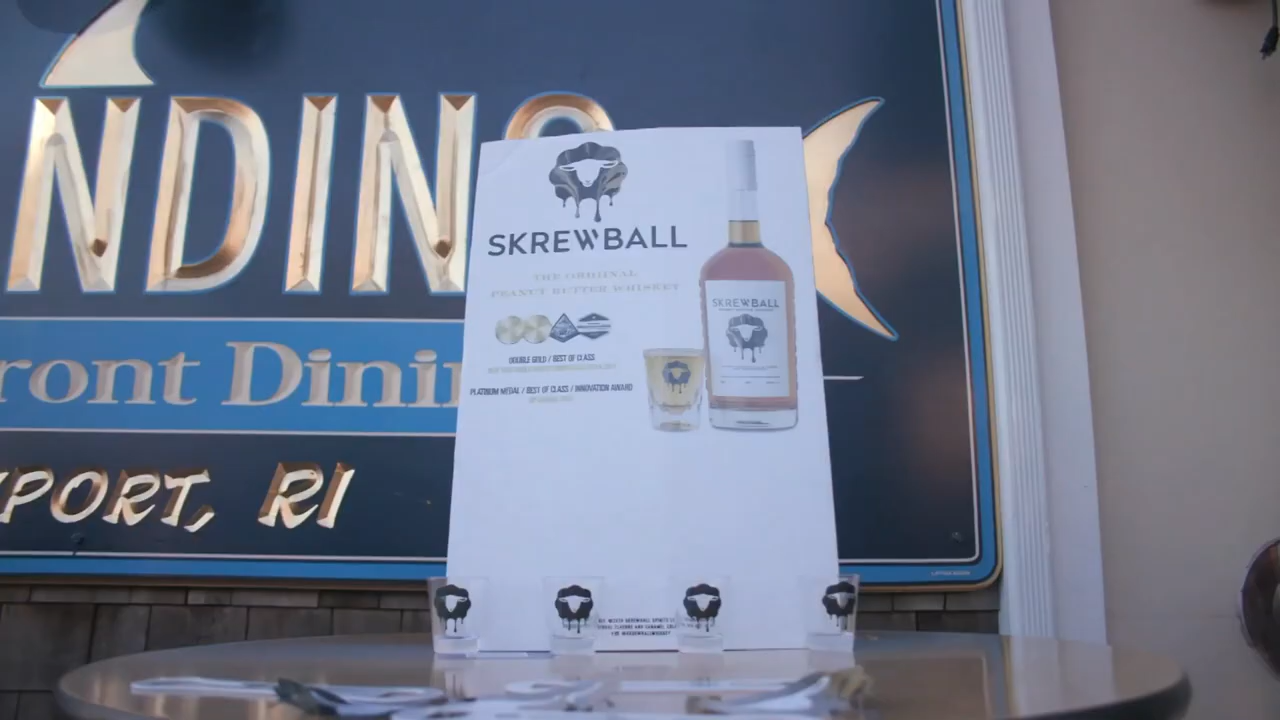 NDING
SKREWBALL
THE ORIGINAL
PEANUT BUTTER WHISKEY
SKREWBALL
DOUBLE GOLD / BEST OF CLASS
PLATINUM MEDAL / BEST OF CLASS / INNOVATION AWARD
ront Dini
PORT, RI